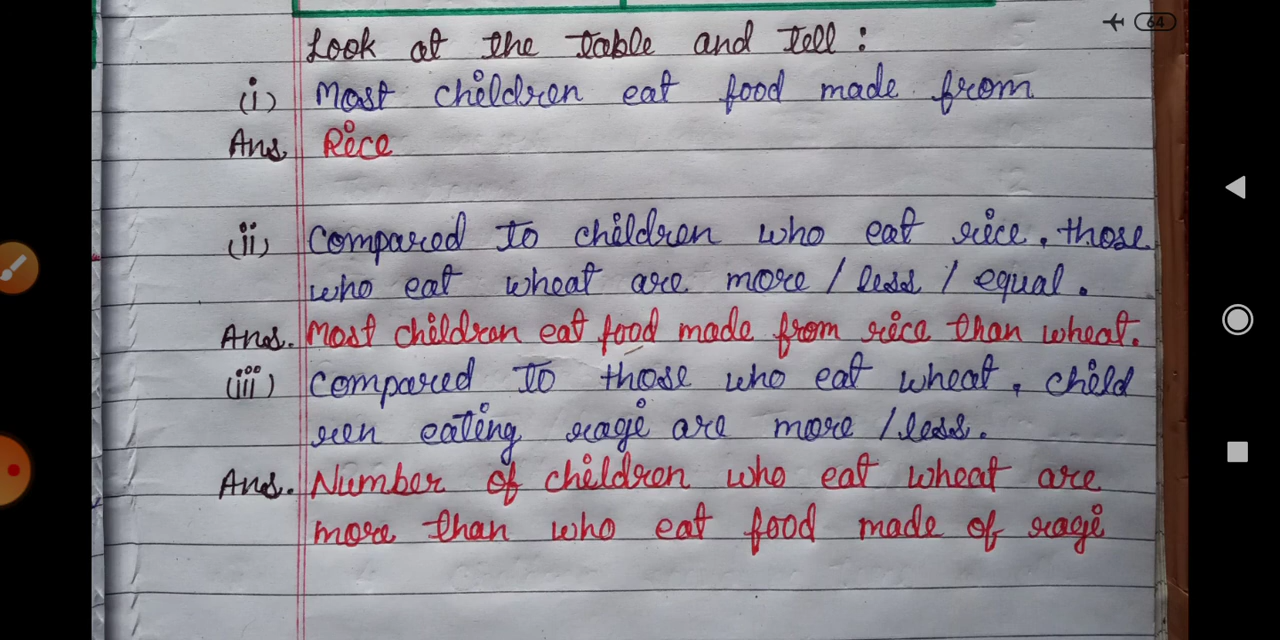 64
Look at the table and tell :
(i) Most children eat food made from
Ans. Rice
(ii) Compared to children who eat rice, those
who eat wheat are more / less / equal.
Ans. Most children eat food made from rice than wheat.
(iii) Compared to those who eat wheat, child
ren eating ragi are more / less.
Ans. Number of children who eat wheat are
more than who eat food made of ragi